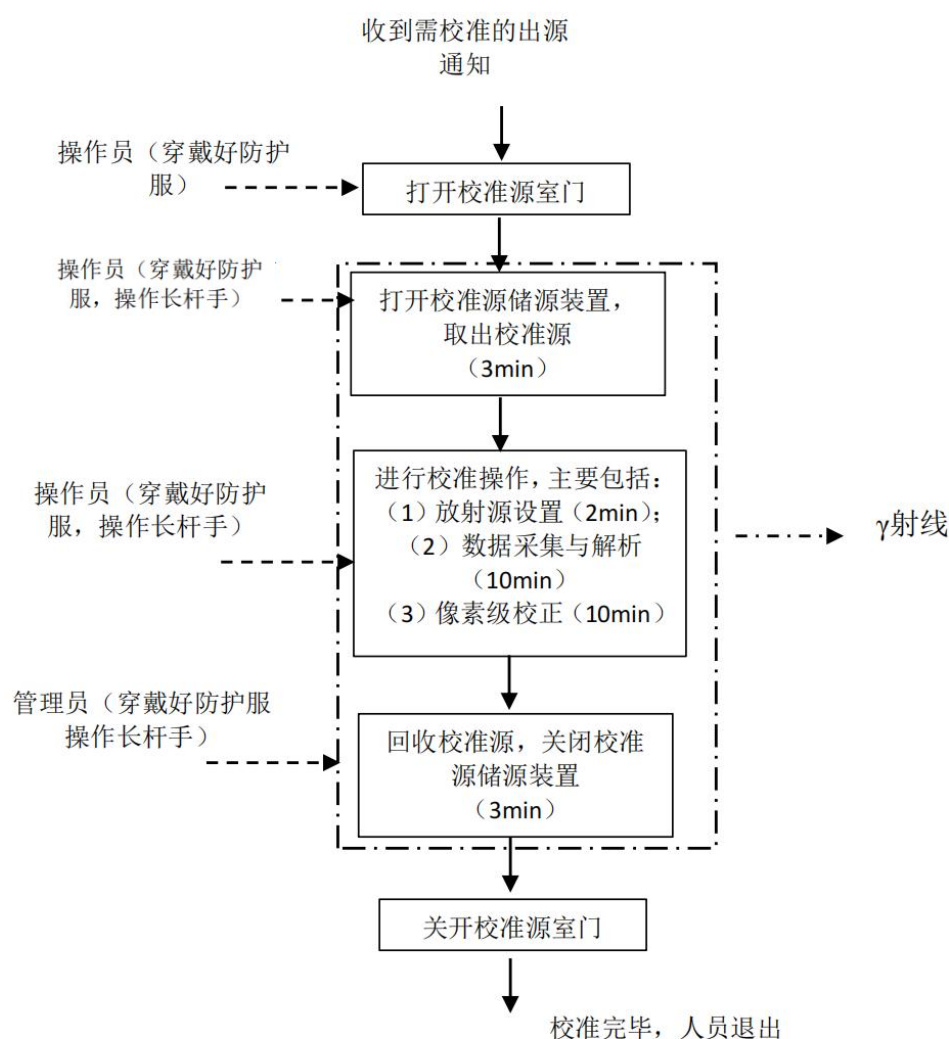 收到需校准的出源
通知
操作员（穿戴好防护
服）
打开校准源室门
操作员（穿戴好防护
服，操作长杆手）
打开校准源储源装置，
取出校准源
（3min）
操作员（穿戴好防护
服，操作长杆手）
进行校准操作，主要包括：
（1）放射源设置（2min）；
（2）数据采集与解析
（10min）
（3）像素级校正（10min）
γ射线
管理员（穿戴好防护服
操作长杆手）
回收校准源，关闭校准
源储源装置
（3min）
关开校准源室门
校准完毕，人员退出